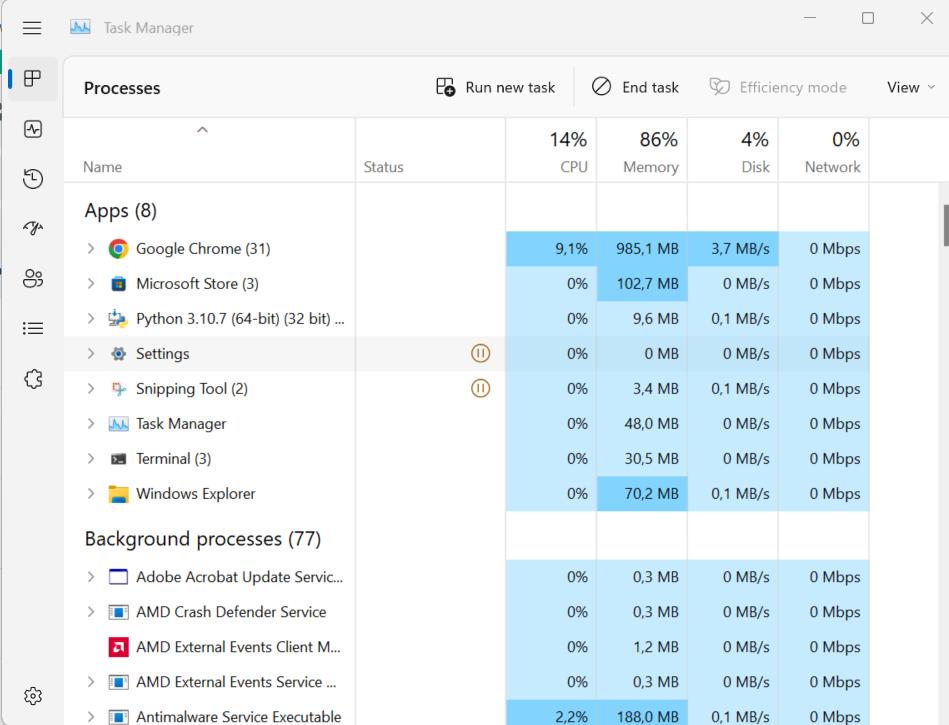 Task Manager
Processes Run new task End task Efficiency mode View
14% 86% 4% 0%
Name Status CPU Memory Disk Network
Apps (8)
Google Chrome (31) 9,1% 985,1 MB 3,7 MB/s 0 Mbps
Microsoft Store (3) 0% 102,7 MB 0 MB/s 0 Mbps
Python 3.10.7 (64-bit) (32 bit) ... 0% 9,6 MB 0,1 MB/s 0 Mbps
Settings 0% 0 MB 0 MB/s 0 Mbps
Snipping Tool (2) 0% 3,4 MB 0,1 MB/s 0 Mbps
Task Manager 0% 48,0 MB 0 MB/s 0 Mbps
Terminal (3) 0% 30,5 MB 0 MB/s 0 Mbps
Windows Explorer 0% 70,2 MB 0,1 MB/s 0 Mbps
Background processes (77)
Adobe Acrobat Update Servic... 0% 0,3 MB 0 MB/s 0 Mbps
AMD Crash Defender Service 0% 0,3 MB 0 MB/s 0 Mbps
AMD External Events Client M... 0% 1,2 MB 0 MB/s 0 Mbps
AMD External Events Service ... 0% 0,3 MB 0 MB/s 0 Mbps
Antimalware Service Executable 2,2% 188,0 MB 0,1 MB/s 0 Mbps